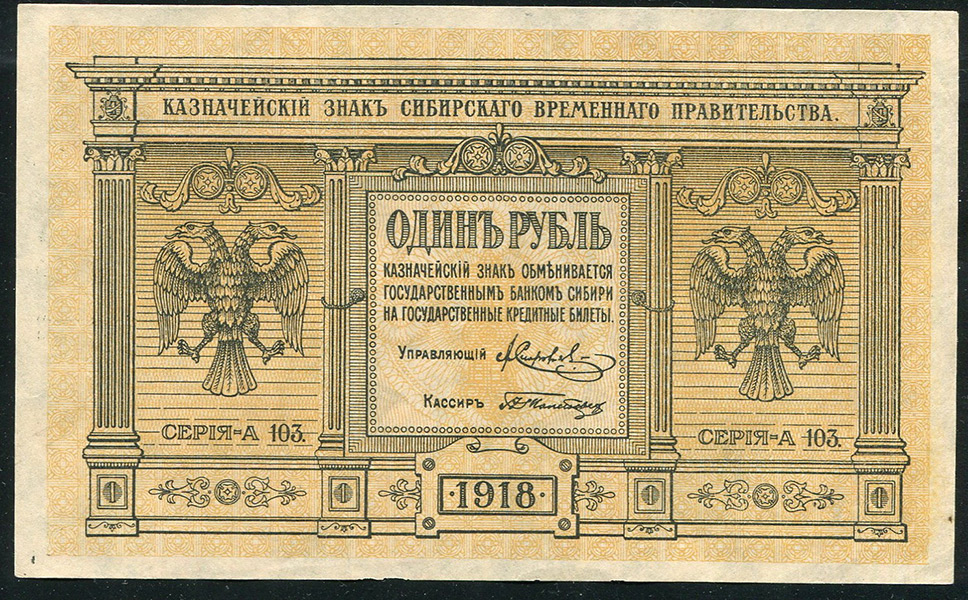 КАЗНАЧЕЙСКІЙ ЗНАКЪ СИБИРСКАГО ВРЕМЕННАГО ПРАВИТЕЛЬСТВА.
ОДИНЪ РУБЛЬ
КАЗНАЧЕЙСКІЙ ЗНАКЪ ОБМѢНИВАЕТСЯ
ГОСУДАРСТВЕННЫМЪ БАНКОМЪ СИБИРИ
НА ГОСУДАРСТВЕННЫЕ КРЕДИТНЫЕ БИЛЕТЫ.
УПРАВЛЯЮЩІЙ
КАССИРЪ
СЕРІЯ-А 103.
СЕРІЯ-А 103.
1 1 ·1918· 1 1